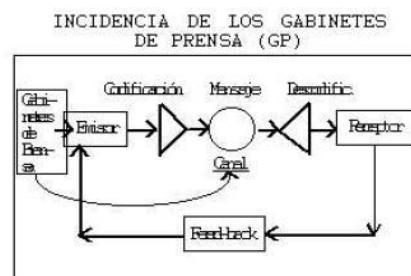 INCIDENCIA DE LOS GABINETES
DE PRENSA (GP)
Codificación
Mensaje
Descodific.
Gabi-
netes
de
Pren-
sa
Emisor
Receptor
Canal
Feed-back